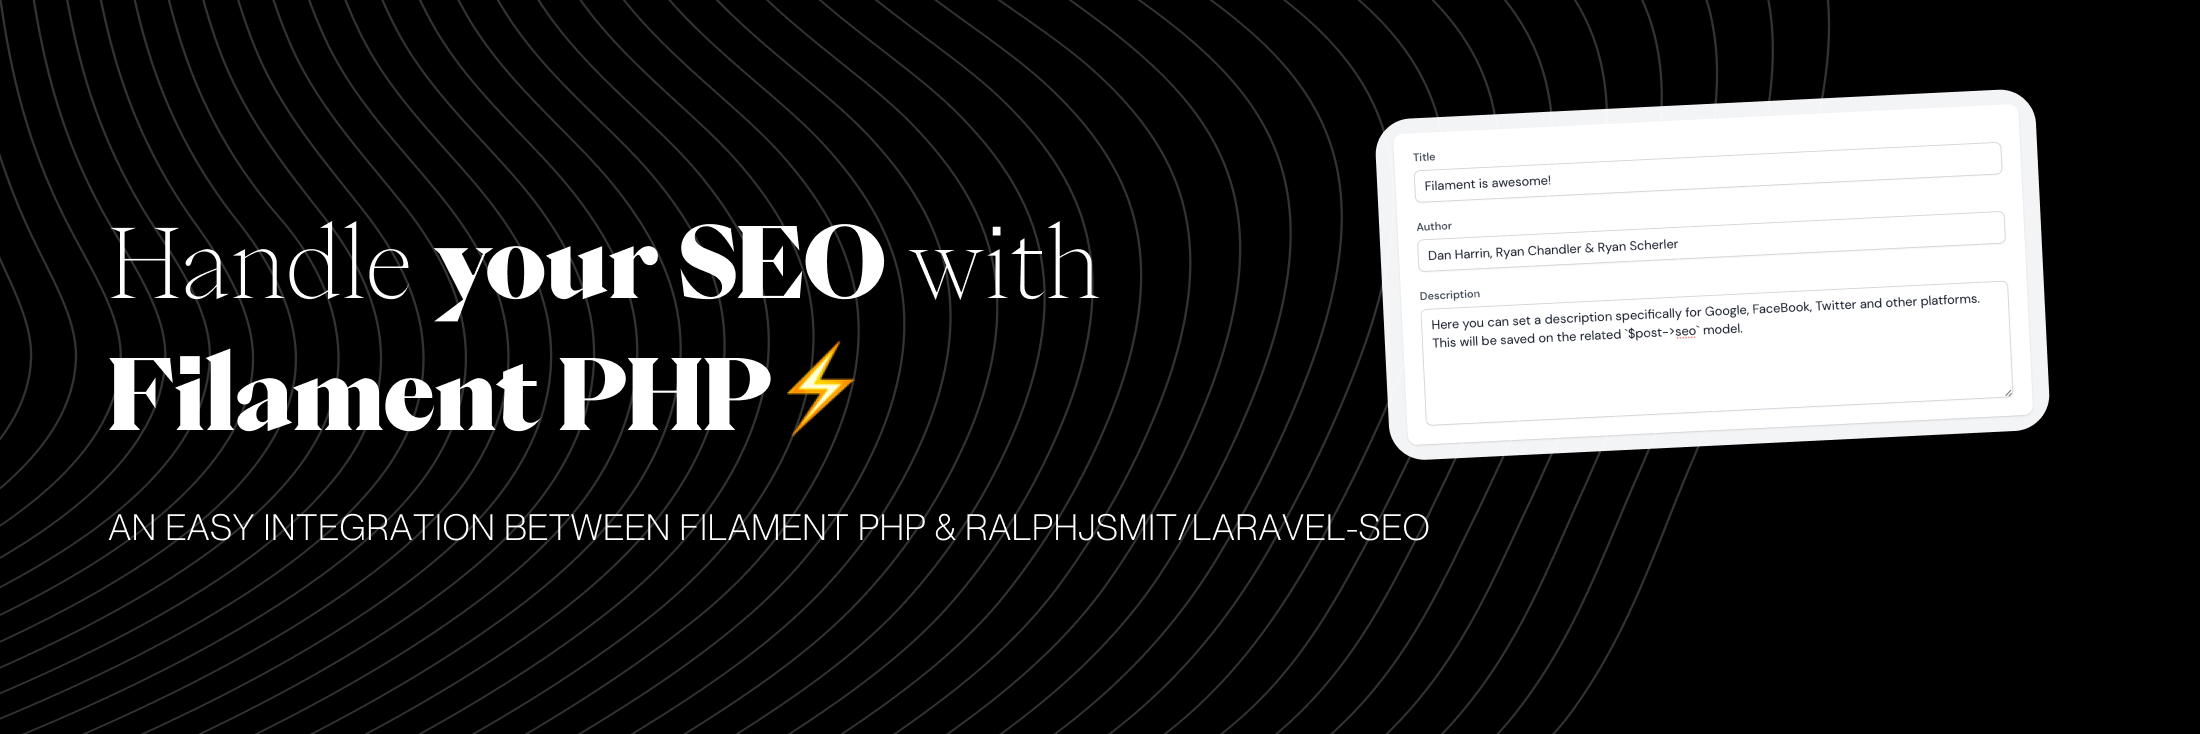 Handle your SEO with
Filament PHP⚡
AN EASY INTEGRATION BETWEEN FILAMENT PHP & RALPHJSMIT/LARAVEL-SEO
Title
Filament is awesome!
Author
Dan Harrin, Ryan Chandler & Ryan Scherler
Description
Here you can set a description specifically for Google, FaceBook, Twitter and other platforms.
This will be saved on the related `$post->seo` model.